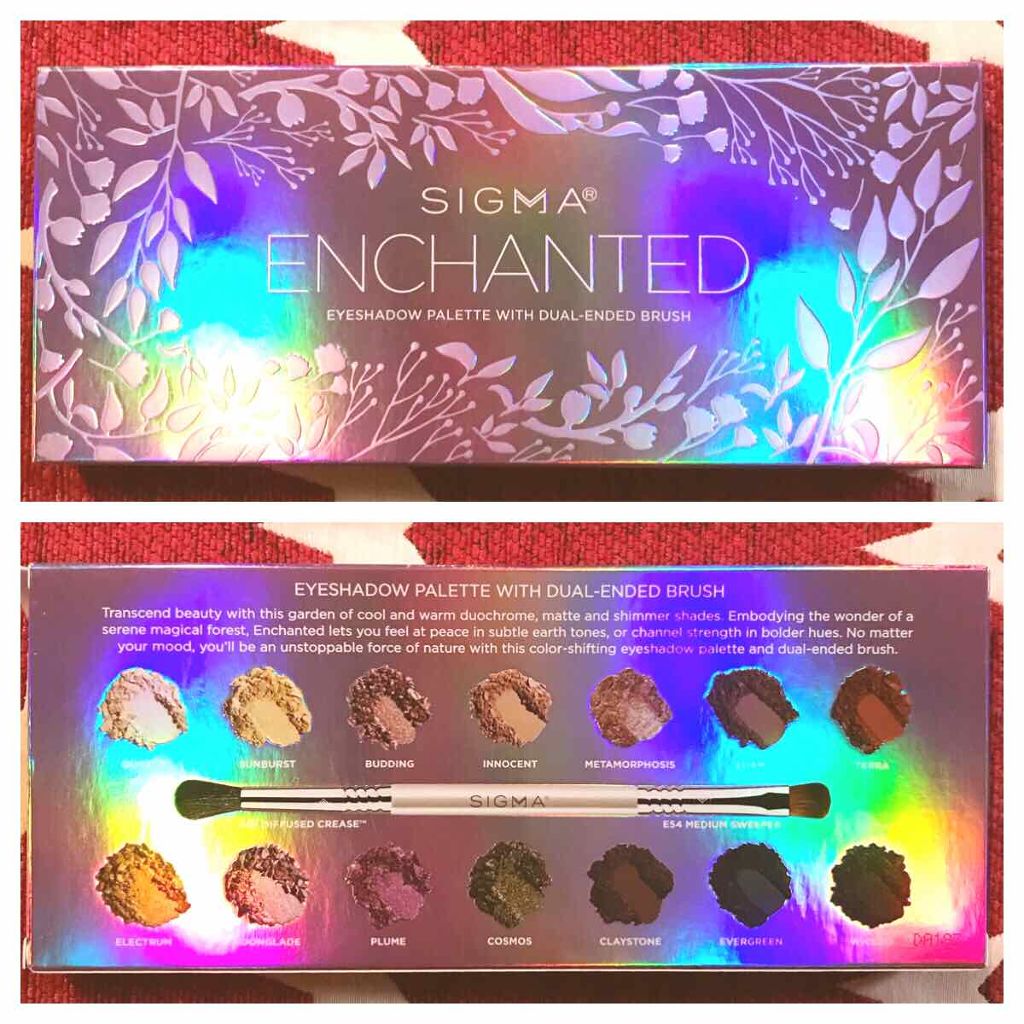 SIGMA®
ENCHANTED
EYESHADOW PALETTE WITH DUAL-ENDED BRUSH
EYESHADOW PALETTE WITH DUAL-ENDED BRUSH
Transcend beauty with this garden of cool and warm duochrome, matte and shimmer shades. Embodying the wonder of a
serene magical forest, Enchanted lets you feel at peace in subtle earth tones, or channel strength in bolder hues. No matter
your mood, you'll be an unstoppable force of nature with this color-shifting eyeshadow palette and dual-ended brush.
SUNBURST BUDDING INNOCENT METAMORPHOSIS TERRA
SIGMA®
DIFFUSED CREASE™ E54 MEDIUM SWEEPER
ELECTRUM MOONGLADE PLUME COSMOS CLAYSTONE EVERGREEN